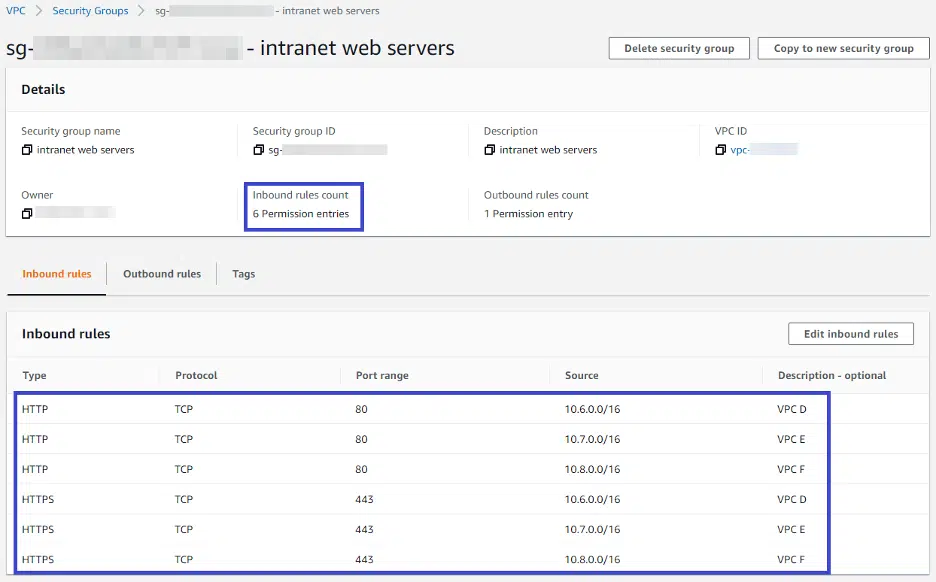 VPC > Security Groups > sg- - intranet web servers
sg- - intranet web servers Delete security group Copy to new security group
Details
Security group name Security group ID Description VPC ID
intranet web servers sg- intranet web servers vpc-
Owner Inbound rules count Outbound rules count
6 Permission entries 1 Permission entry
Inbound rules Outbound rules Tags
Inbound rules Edit inbound rules
Type Protocol Port range Source Description - optional
HTTP TCP 80 10.6.0.0/16 VPC D
HTTP TCP 80 10.7.0.0/16 VPC E
HTTP TCP 80 10.8.0.0/16 VPC F
HTTPS TCP 443 10.6.0.0/16 VPC D
HTTPS TCP 443 10.7.0.0/16 VPC E
HTTPS TCP 443 10.8.0.0/16 VPC F